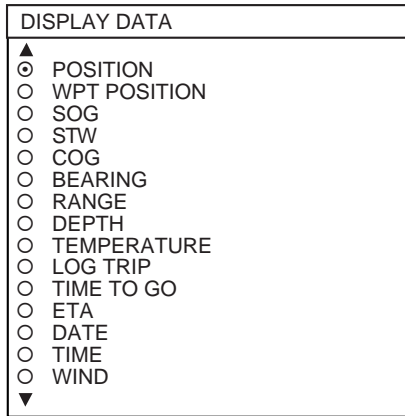 DISPLAY DATA
▲
⊙ POSITION
○ WPT POSITION
○ SOG
○ STW
○ COG
○ BEARING
○ RANGE
○ DEPTH
○ TEMPERATURE
○ LOG TRIP
○ TIME TO GO
○ ETA
○ DATE
○ TIME
○ WIND
▼